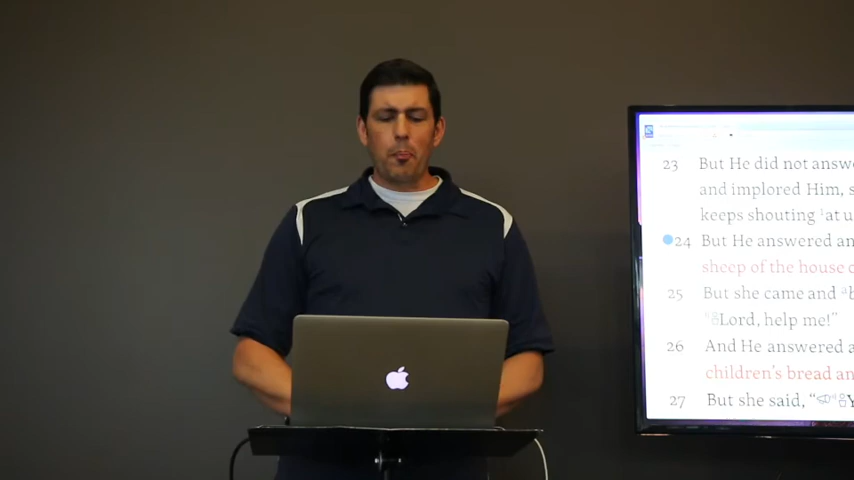 23 But He did not answ
and implored Him, s
keeps shouting at u
24 But He answered an
sheep of the house
25 But she came and
"Lord, help me!"
26 And He answered a
children's bread an
27 But she said, "